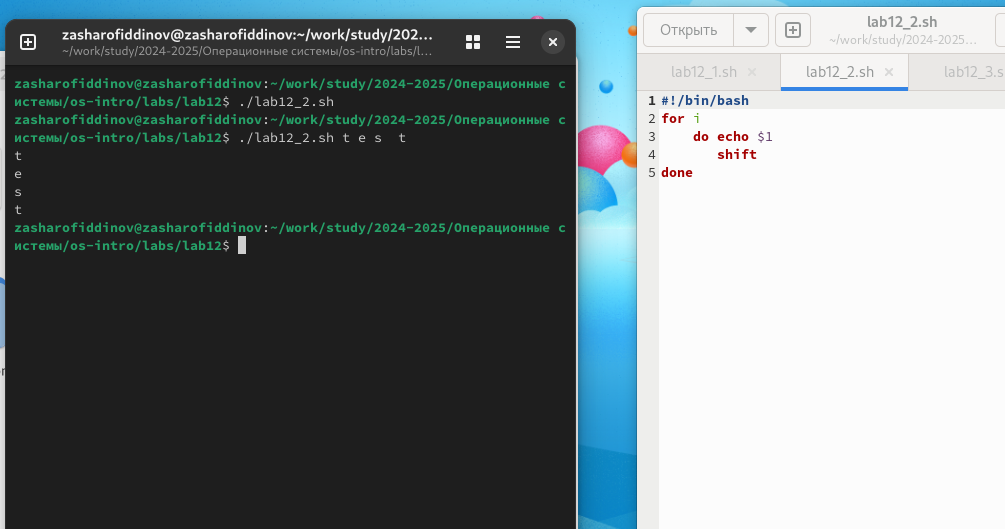 zasharofiddinov@zasharofiddinov:~/work/study/202...
~/work/study/2024-2025/Операционные системы/os-intro/labs/l...
zasharofiddinov@zasharofiddinov:~/work/study/2024-2025/Операционные с
истемы/os-intro/labs/lab12$ ./lab12_2.sh
zasharofiddinov@zasharofiddinov:~/work/study/2024-2025/Операционные с
истемы/os-intro/labs/lab12$ ./lab12_2.sh t e s  t
t
e
s
t
zasharofiddinov@zasharofiddinov:~/work/study/2024-2025/Операционные с
истемы/os-intro/labs/lab12$
Открыть
lab12_2.sh
~/work/study/2024-2025...
lab12_1.sh
lab12_2.sh
lab12_3.s
1 #!/bin/bash
2 for i
3     do echo $1
4        shift
5 done